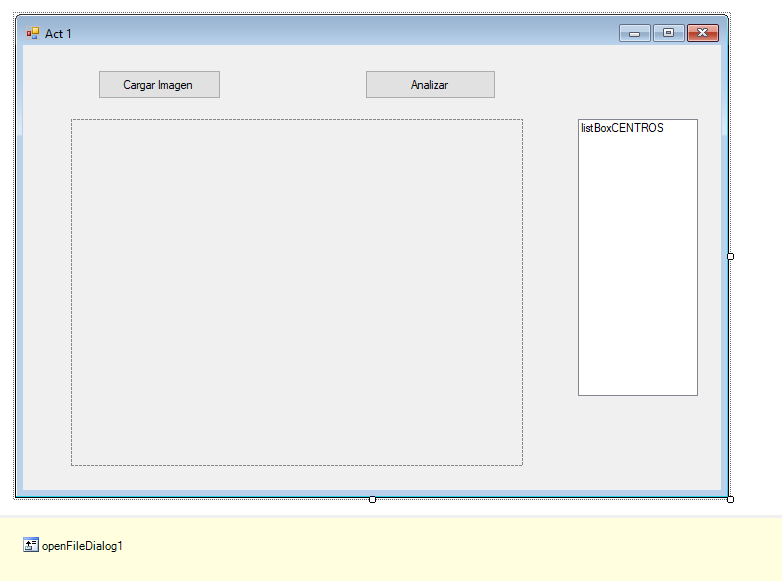 Act 1
Cargar Imagen
Analizar
listBoxCENTROS
openFileDialog1